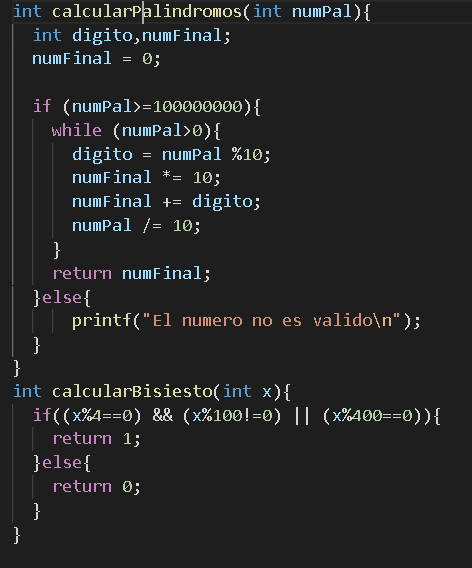 int calcularPalindromos(int numPal){
int digito,numFinal;
numFinal = 0;
if (numPal>=100000000){
while (numPal>0){
digito = numPal %10;
numFinal *= 10;
numFinal += digito;
numPal /= 10;
}
return numFinal;
}else{
printf("El numero no es valido\n");
}
}
int calcularBisiesto(int x){
if((x%4==0) && (x%100!=0) || (x%400==0)){
return 1;
}else{
return 0;
}
}